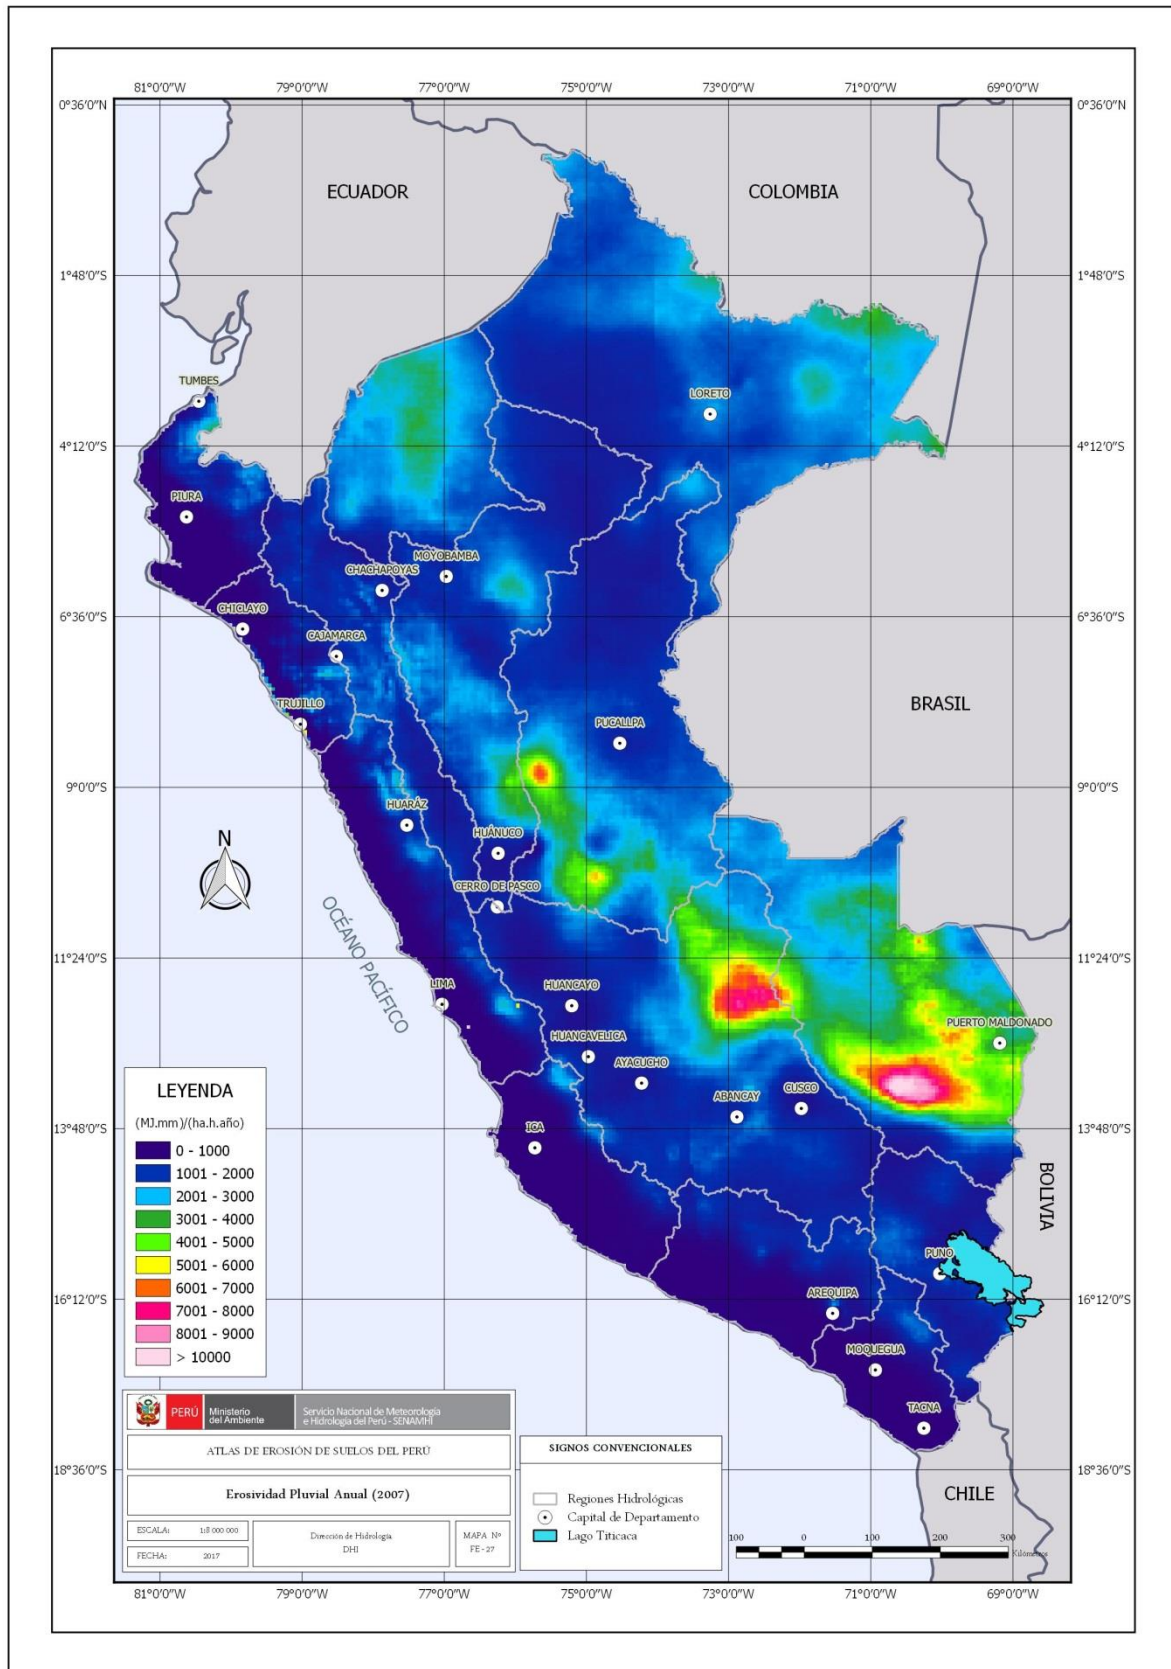 81°0'0"W 79°0'0"W 77°0'0"W 75°0'0"W 73°0'0"W 71°0'0"W 69°0'0"W
0°36'0"N 0°36'0"N
ECUADOR
COLOMBIA
1°48'0"S 1°48'0"S
TUMBES
LORETO
4°12'0"S 4°12'0"S
PIURA
MOYOBAMBA
CHACHAPOYAS
6°36'0"S 6°36'0"S
CHICLAYO
CAJAMARCA
TRUJILLO
BRASIL
PUCALLPA
9°0'0"S 9°0'0"S
HUARÁZ
N
HUÁNUCO
CERRO DE PASCO
OCÉANO PACÍFICO
11°24'0"S 11°24'0"S
LIMA
HUANCAYO
PUERTO MALDONADO
HUANCAVELICA
AYACUCHO
ABANCAY
CUSCO
13°48'0"S 13°48'0"S
ICA
BOLIVIA
PUNO
16°12'0"S 16°12'0"S
AREQUIPA
MOQUEGUA
TACNA
18°36'0"S 18°36'0"S
CHILE
LEYENDA
(MJ.mm)/(ha.h.año)
0 - 1000
1001 - 2000
2001 - 3000
3001 - 4000
4001 - 5000
5001 - 6000
6001 - 7000
7001 - 8000
8001 - 9000
> 10000
PERÚ
Ministerio
del Ambiente
Servicio Nacional de Meteorología
e Hidrología del Perú - SENAMHI
ATLAS DE EROSIÓN DE SUELOS DEL PERÚ
Erosividad Pluvial Anual (2007)
ESCALA: 1:8 000 000
FECHA: 2017
Dirección de Hidrología
DHI
MAPA Nº
FE - 27
SIGNOS CONVENCIONALES
Regiones Hidrológicas
Capital de Departamento
Lago Titicaca
100 0 100 200 300
Kilómetros
81°0'0"W 79°0'0"W 77°0'0"W 75°0'0"W 73°0'0"W 71°0'0"W 69°0'0"W